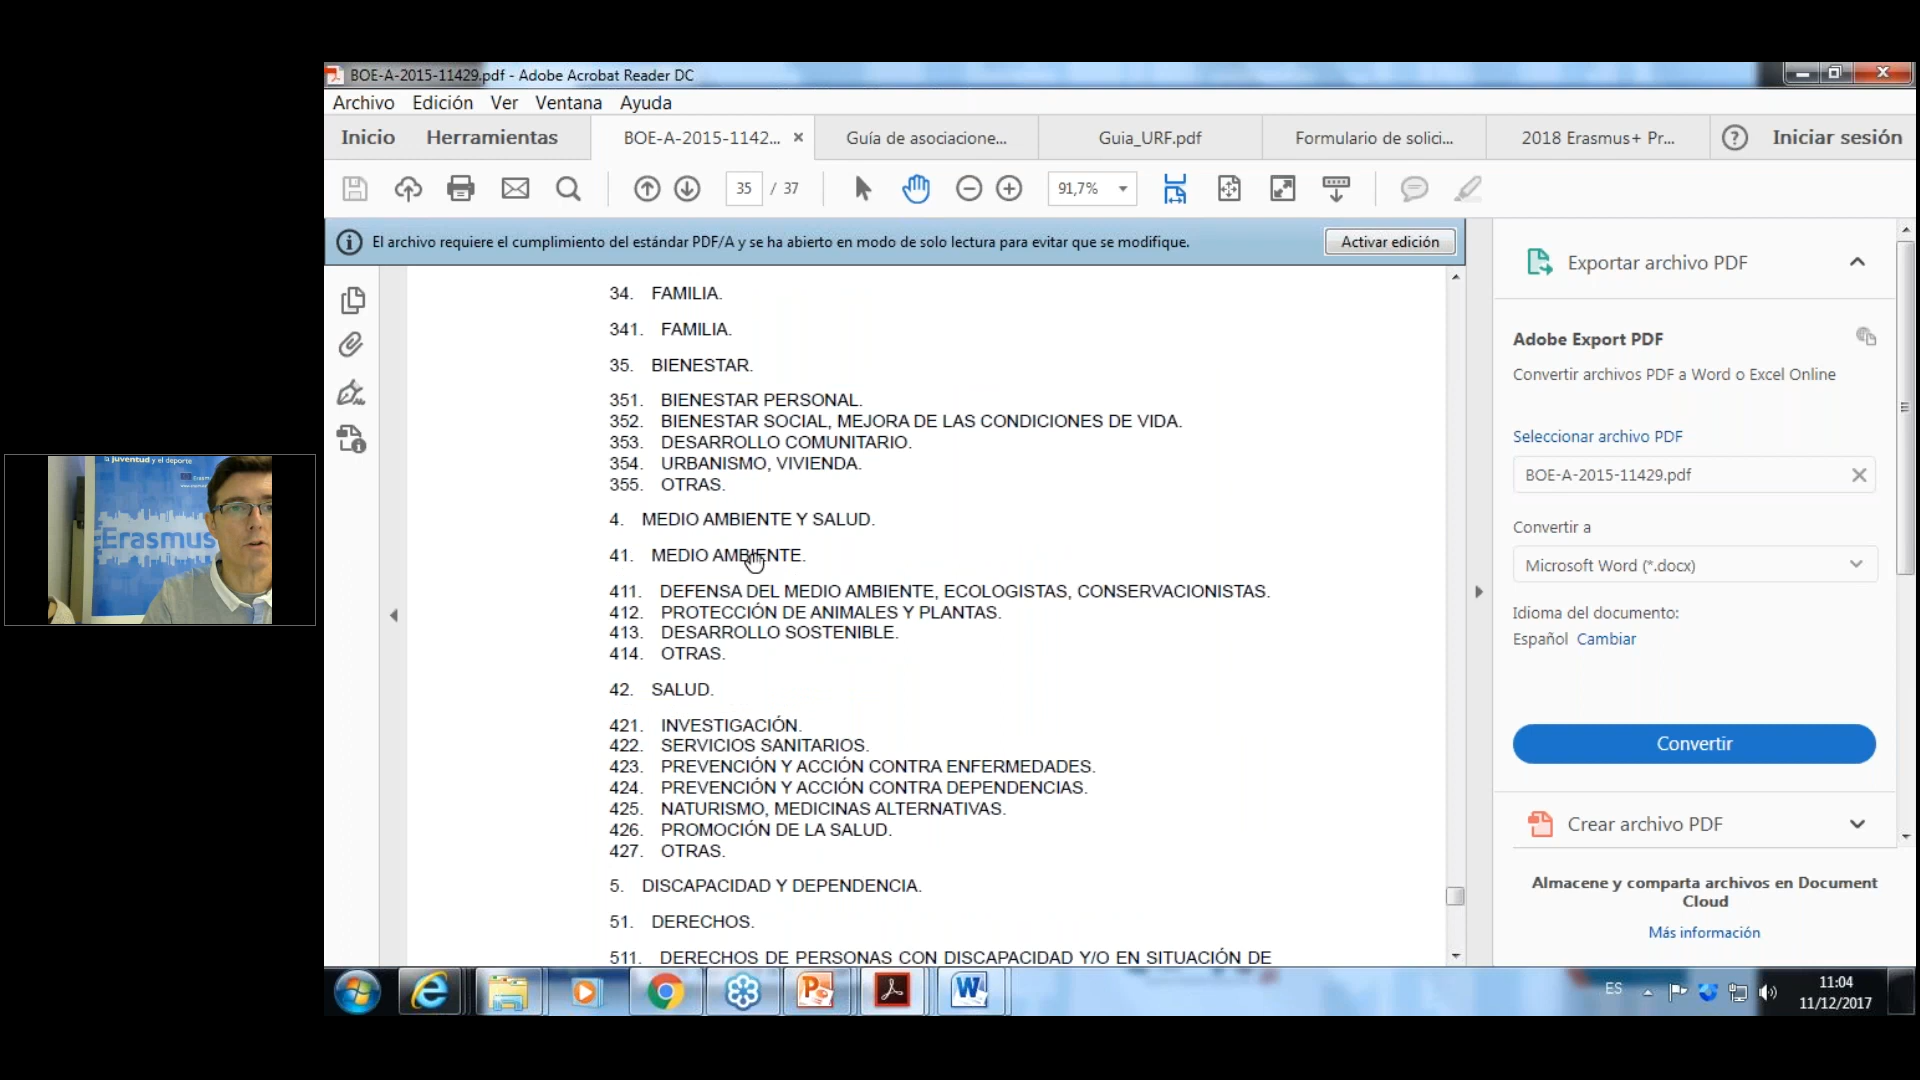 BOE-A-2015-11429.pdf - Adobe Acrobat Reader DC
Archivo Edición Ver Ventana Ayuda
Inicio Herramientas BOE-A-2015-1142... × Guía de asociacione... Guia_URF.pdf Formulario de solici... 2018 Erasmus+ Pr... ? Iniciar sesión
35 / 37 91,7%
El archivo requiere el cumplimiento del estándar PDF/A y se ha abierto en modo de solo lectura para evitar que se modifique. Activar edición
34. FAMILIA.
341. FAMILIA.
35. BIENESTAR.
351. BIENESTAR PERSONAL.
352. BIENESTAR SOCIAL, MEJORA DE LAS CONDICIONES DE VIDA.
353. DESARROLLO COMUNITARIO.
354. URBANISMO, VIVIENDA.
355. OTRAS.
4. MEDIO AMBIENTE Y SALUD.
41. MEDIO AMBIENTE.
411. DEFENSA DEL MEDIO AMBIENTE, ECOLOGISTAS, CONSERVACIONISTAS.
412. PROTECCIÓN DE ANIMALES Y PLANTAS.
413. DESARROLLO SOSTENIBLE.
414. OTRAS.
42. SALUD.
421. INVESTIGACIÓN.
422. SERVICIOS SANITARIOS.
423. PREVENCIÓN Y ACCIÓN CONTRA ENFERMEDADES.
424. PREVENCIÓN Y ACCIÓN CONTRA DEPENDENCIAS.
425. NATURISMO, MEDICINAS ALTERNATIVAS.
426. PROMOCIÓN DE LA SALUD.
427. OTRAS.
5. DISCAPACIDAD Y DEPENDENCIA.
51. DERECHOS.
511. DERECHOS DE PERSONAS CON DISCAPACIDAD Y/O EN SITUACIÓN DE
Exportar archivo PDF
Adobe Export PDF
Convertir archivos PDF a Word o Excel Online
Seleccionar archivo PDF
BOE-A-2015-11429.pdf
Convertir a
Microsoft Word (*.docx)
Idioma del documento:
Español Cambiar
Convertir
Crear archivo PDF
Almacene y comparta archivos en Document
Cloud
Más información
la juventud y el deporte
Erasmus
ES
11:04
11/12/2017